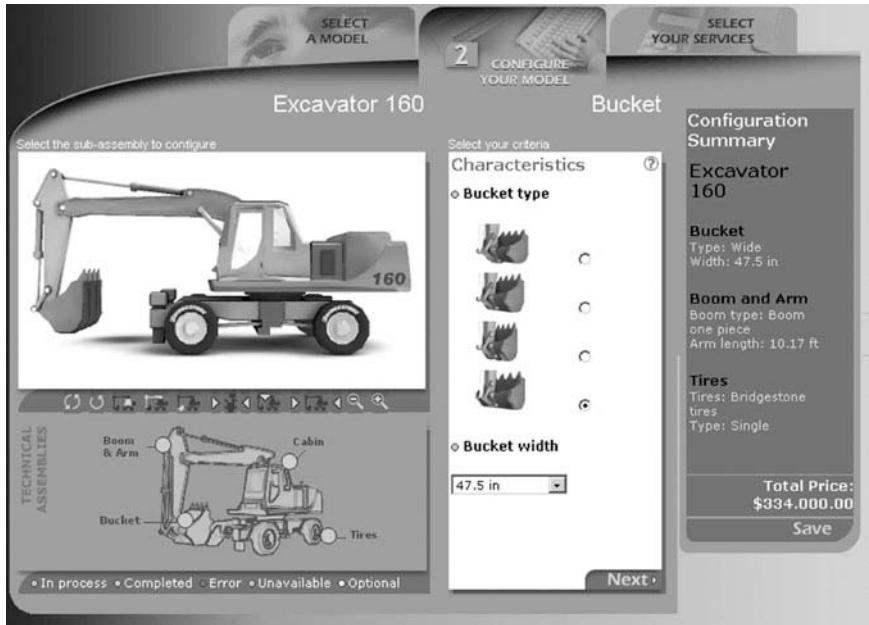 SELECT
A MODEL
2
CONFIGURE
YOUR MODEL
SELECT
YOUR SERVICES
Excavator 160
Bucket
Select the sub-assembly to configure
160
TECHNICAL
ASSEMBLIES
Boom
& Arm
Cabin
Bucket
Tires
In process
Completed
Error
Unavailable
Optional
Select your criteria
Characteristics
?
Bucket type
Bucket width
47.5 in
Next
Configuration
Summary
Excavator
160
Bucket
Type: Wide
Width: 47.5 in
Boom and Arm
Boom type: Boom
one piece
Arm length: 10.17 ft
Tires
Tires: Bridgestone
tires
Type: Single
Total Price:
$334.000.00
Save